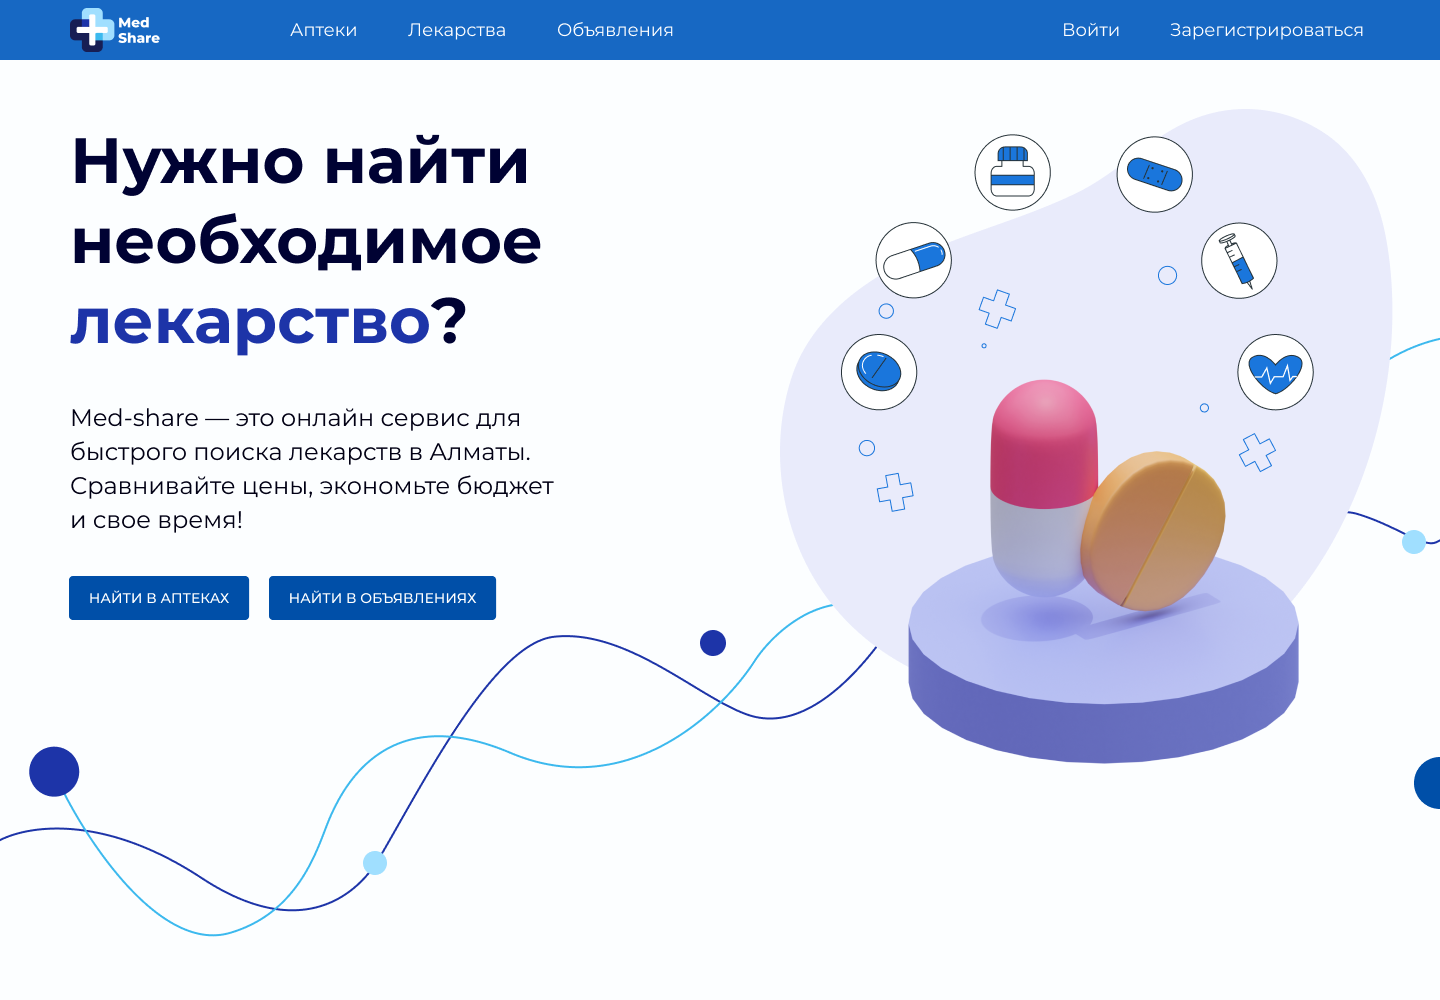 Med
Share
Аптеки
Лекарства
Объявления
Войти
Зарегистрироваться
Нужно найти
необходимое
лекарство?
Med-share — это онлайн сервис для
быстрого поиска лекарств в Алматы.
Сравнивайте цены, экономьте бюджет
и свое время!
НАЙТИ В АПТЕКАХ
НАЙТИ В ОБЪЯВЛЕНИЯХ